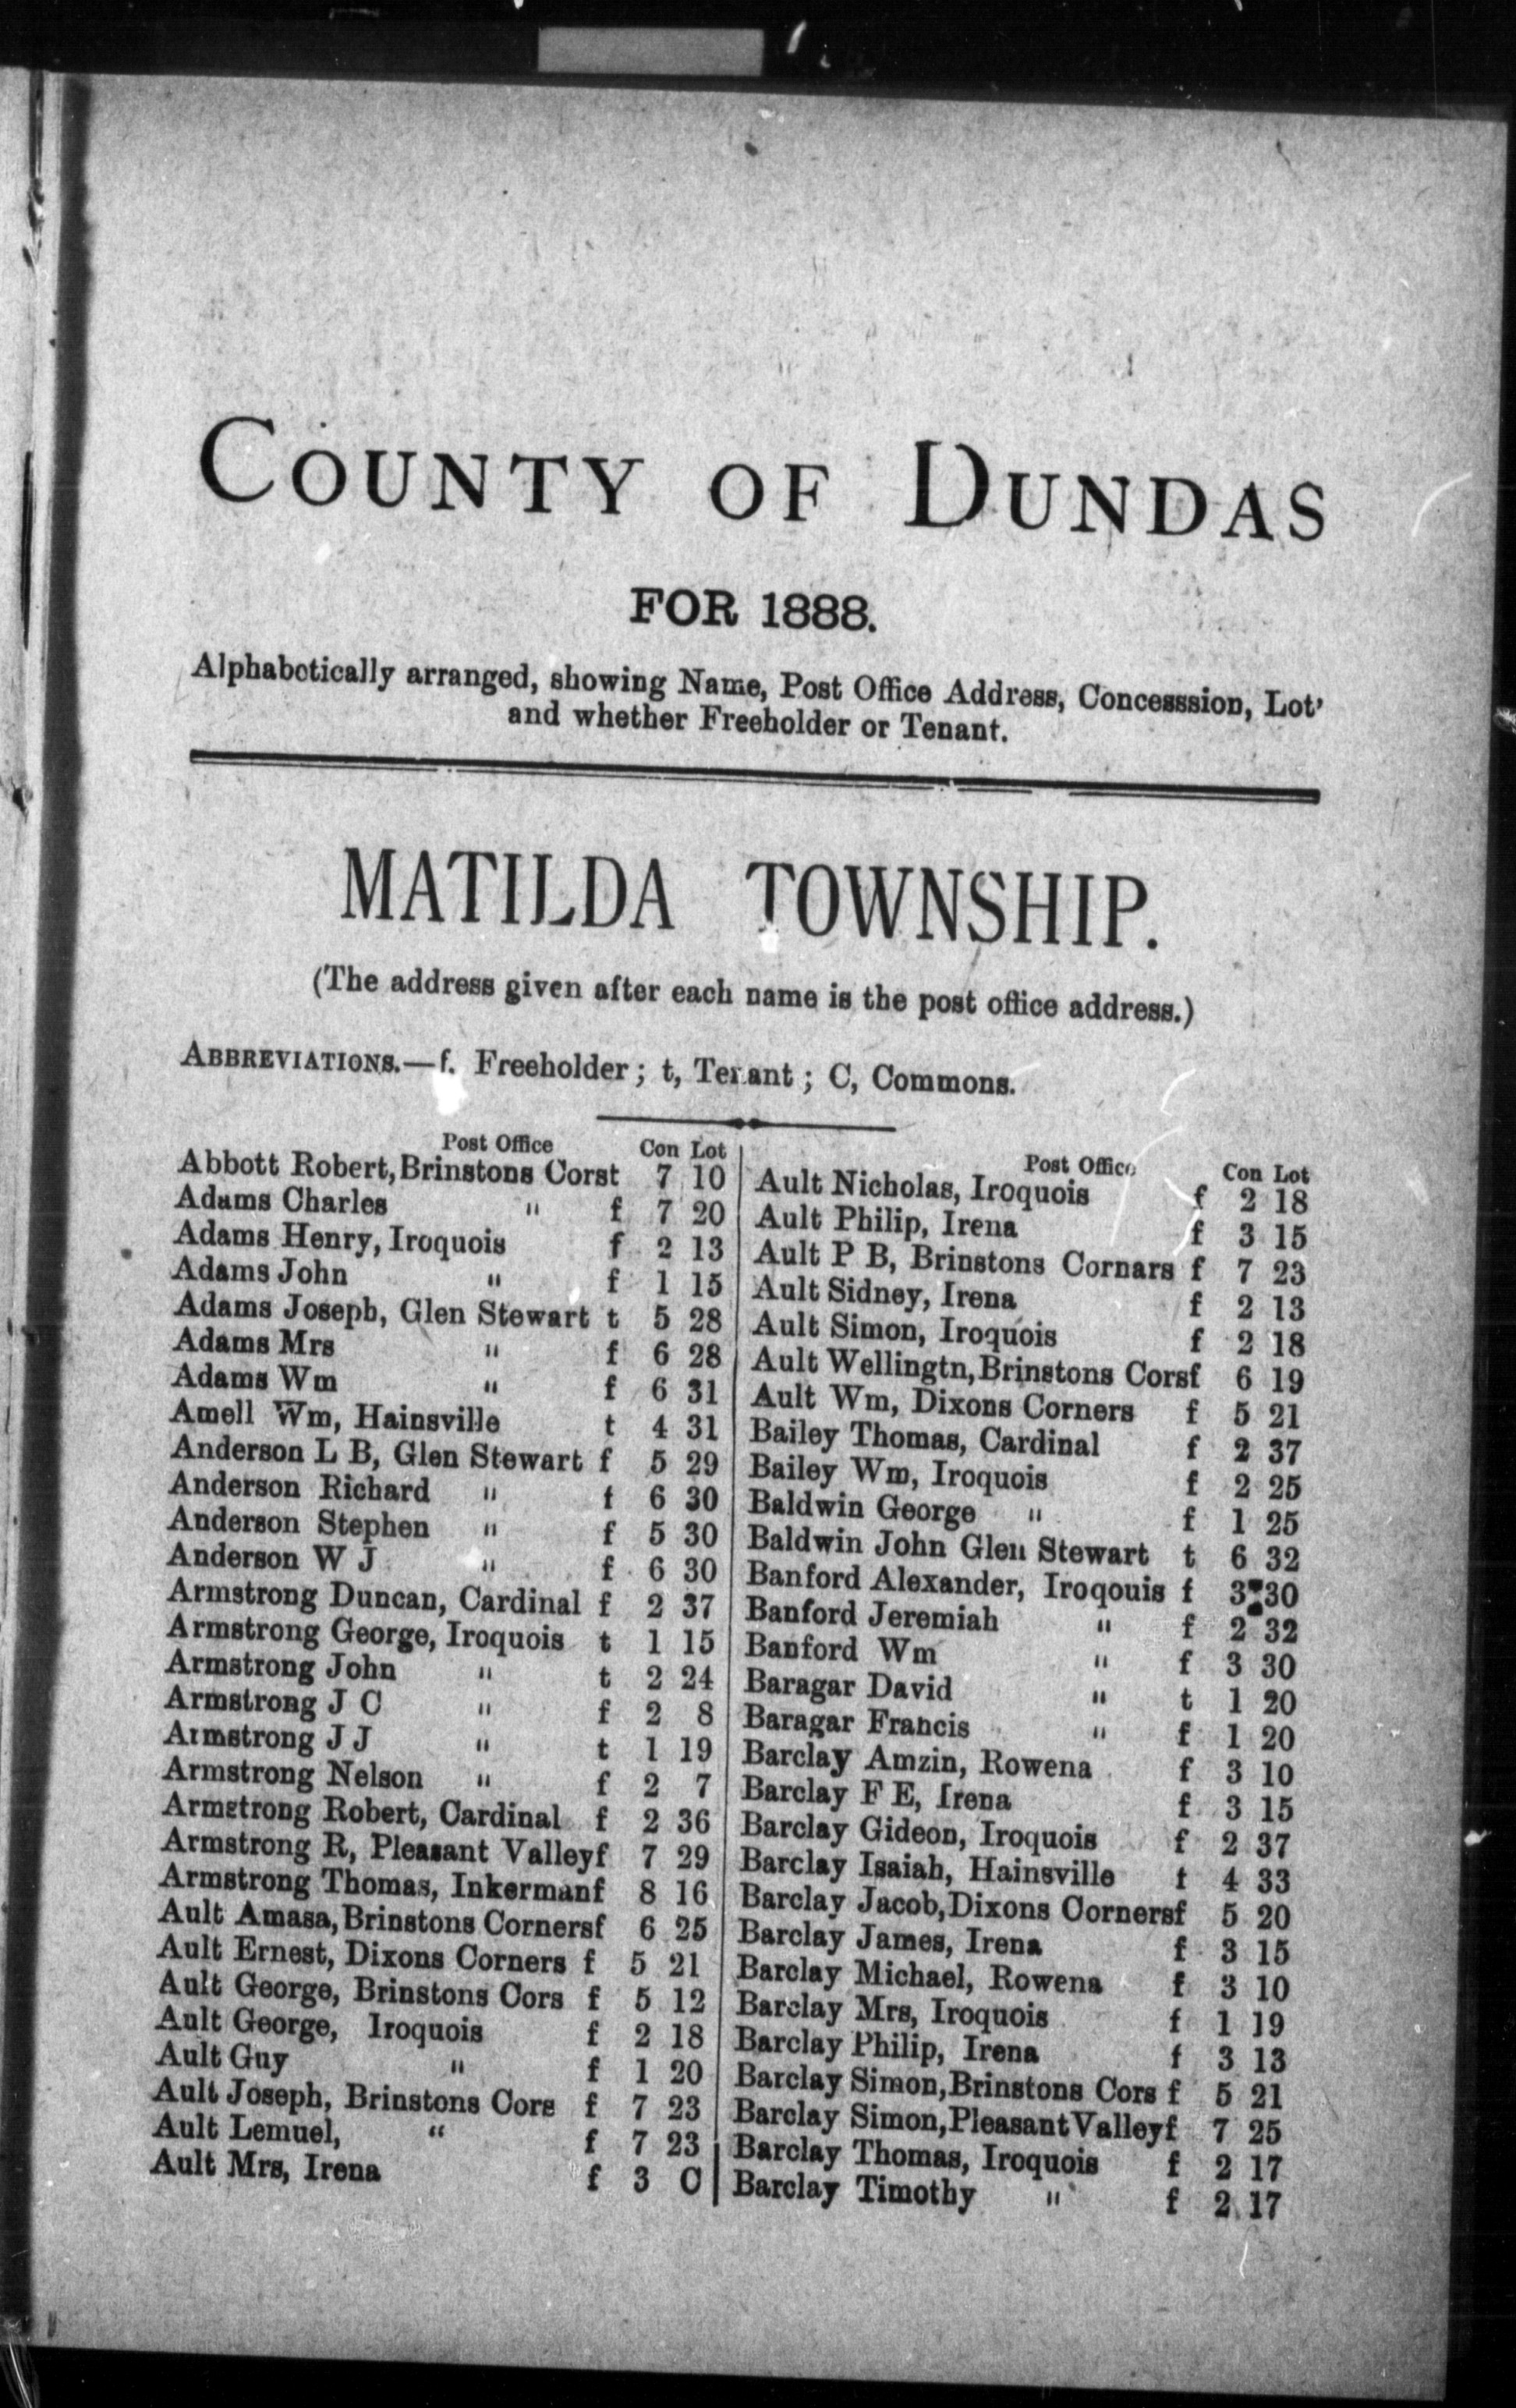 COUNTY OF DUNDAS
FOR 1888.
Alphabotically arranged, showing Name, Post Office Address, Concesssion, Lot'
and whether Freeholder or Tenant.
MATILDA TOWNSHIP.
(The address given after each name is the post office address.)
ABBREVIATIONS.—f. Freeholder; t, Tenant; C, Commons.
Post Office Con Lot
Abbott Robert, Brinstons Cors t 7 10
Adams Charles " f 7 20
Adams Henry, Iroquois f 2 13
Adams John " f 1 15
Adams Joseph, Glen Stewart t 5 28
Adams Mrs " f 6 28
Adams Wm " f 6 31
Amell Wm, Hainsville t 4 31
Anderson L B, Glen Stewart f 5 29
Anderson Richard " f 6 30
Anderson Stephen " f 5 30
Anderson W J " f 6 30
Armstrong Duncan, Cardinal f 2 37
Armstrong George, Iroquois t 1 15
Armstrong John " t 2 24
Armstrong J C " f 2 8
Armstrong J J " t 1 19
Armstrong Nelson " f 2 7
Armstrong Robert, Cardinal f 2 36
Armstrong R, Pleasant Valley f 7 29
Armstrong Thomas, Inkerman f 8 16
Ault Amasa, Brinstons Corners f 6 25
Ault Ernest, Dixons Corners f 5 21
Ault George, Brinstons Cors f 5 12
Ault George, Iroquois f 2 18
Ault Guy " f 1 20
Ault Joseph, Brinstons Cors f 7 23
Ault Lemuel, " f 7 23
Ault Mrs, Irena f 3 C
Post Office Con Lot
Ault Nicholas, Iroquois f 2 18
Ault Philip, Irena f 3 15
Ault P B, Brinstons Cornars f 7 23
Ault Sidney, Irena f 2 13
Ault Simon, Iroquois f 2 18
Ault Wellingtn, Brinstons Cors f 6 19
Ault Wm, Dixons Corners f 5 21
Bailey Thomas, Cardinal f 2 37
Bailey Wm, Iroquois f 2 25
Baldwin George " f 1 25
Baldwin John Glen Stewart t 6 32
Banford Alexander, Iroqouis f 3 30
Banford Jeremiah " f 2 32
Banford Wm " f 3 30
Baragar David " t 1 20
Baragar Francis " f 1 20
Barclay Amzin, Rowena f 3 10
Barclay F E, Irena f 3 15
Barclay Gideon, Iroquois f 2 37
Barclay Isaiah, Hainsville t 4 33
Barclay Jacob, Dixons Corners f 5 20
Barclay James, Irena f 3 15
Barclay Michael, Rowena f 3 10
Barclay Mrs, Iroquois f 1 19
Barclay Philip, Irena f 3 13
Barclay Simon, Brinstons Cors f 5 21
Barclay Simon, Pleasant Valley f 7 25
Barclay Thomas, Iroquois f 2 17
Barclay Timothy " f 2 17